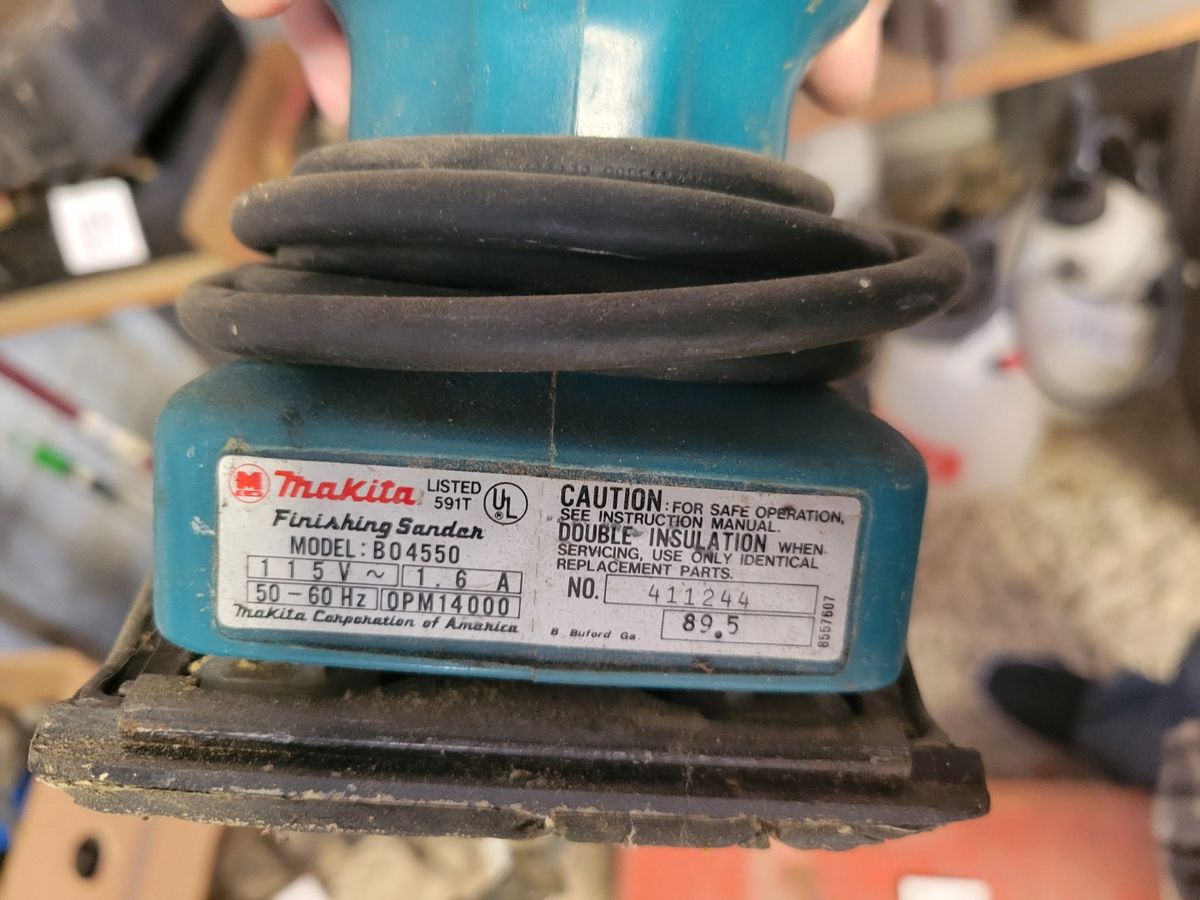 Makita LISTED 591T UL
Finishing Sander
MODEL: BO4550
115V ~ 1.6 A
50-60 Hz OPM14000
Makita Corporation of America
CAUTION: FOR SAFE OPERATION,
SEE INSTRUCTION MANUAL.
DOUBLE INSULATION WHEN
SERVICING, USE ONLY IDENTICAL
REPLACEMENT PARTS.
NO. 411244
89.5
B. Buford Ga.
8557607